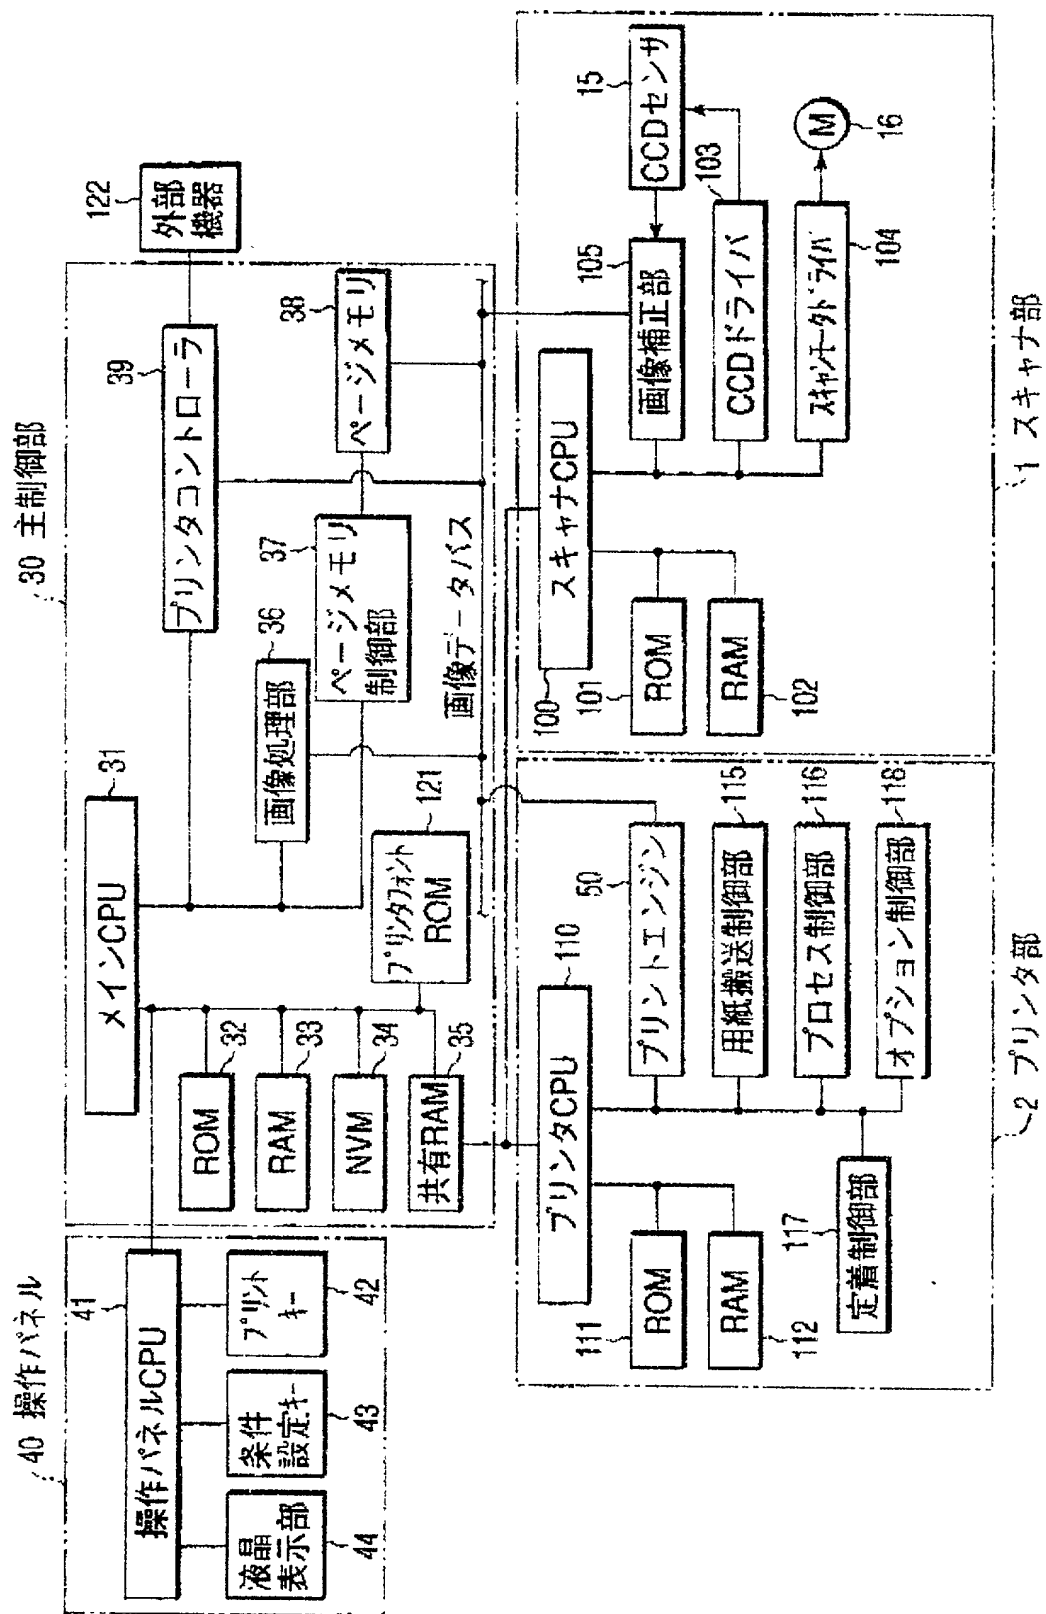 40 操作パネル
41
操作パネルCPU
液晶
表示部
44
条件
設定キー
43
プリント
キー
42
30 主制御部
メインCPU
31
ROM
32
RAM
33
NVM
34
共有RAM
35
プリンタフォント
ROM
121
画像処理部
36
ページメモリ
制御部
37
ページメモリ
38
プリンタコントローラ
39
外部
機器
122
画像データバス
プリンタCPU
110
ROM
111
RAM
112
プリントエンジン
50
用紙搬送制御部
115
プロセス制御部
116
オプション制御部
118
定着制御部
117
2 プリンタ部
スキャナCPU
100
ROM
101
RAM
102
画像補正部
105
CCDセンサ
15
CCDドライバ
103
スキャンモータドライバ
104
M
16
1 スキャナ部